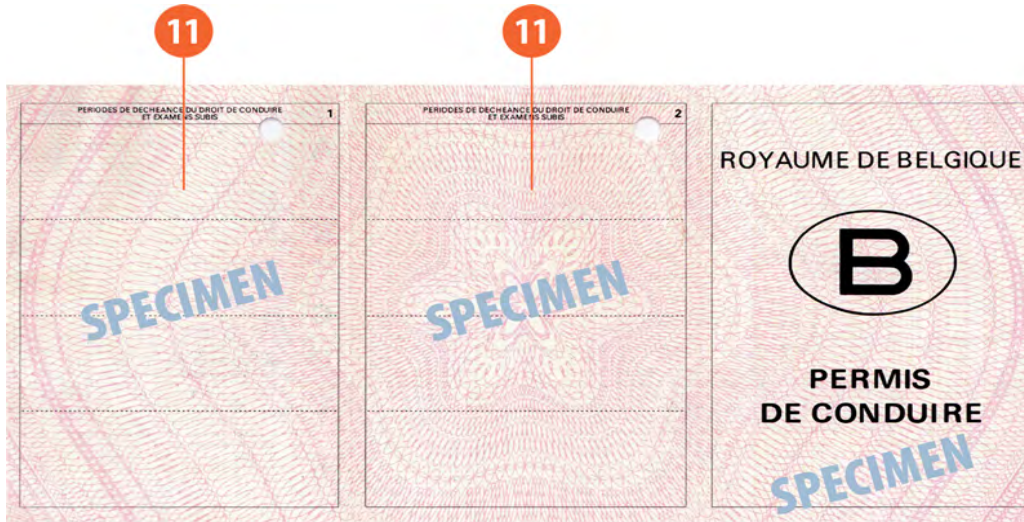 11
11
PERIODES DE DECHEANCE DU DROIT DE CONDUIRE
ET EXAMENS SUBIS
1
SPECIMEN
PERIODES DE DECHEANCE DU DROIT DE CONDUIRE
ET EXAMENS SUBIS
2
SPECIMEN
ROYAUME DE BELGIQUE
B
PERMIS
DE CONDUIRE
SPECIMEN